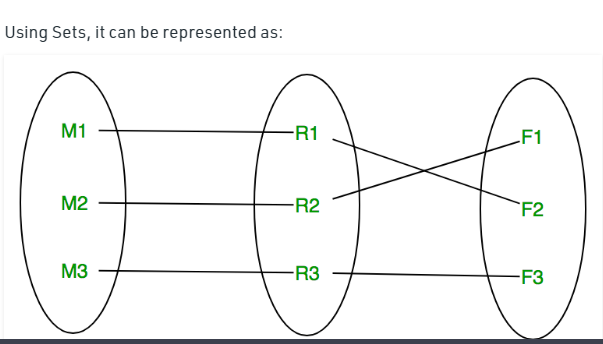 Using Sets, it can be represented as:
M1 R1 F1
M2 R2 F2
M3 R3 F3